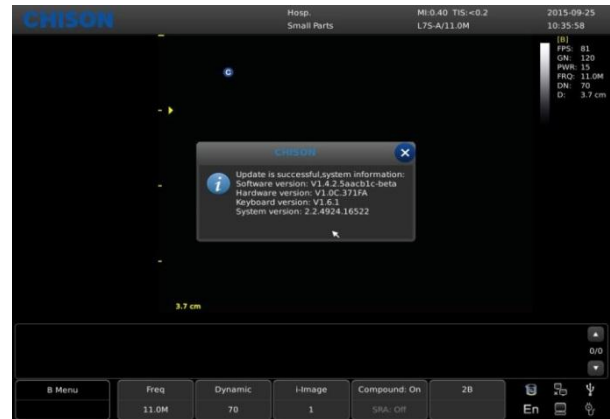 CHISON
Hosp.
MI:0.40 TIS:<0.2
2015-09-25
Small Parts
L7S-A/11.0M
10:35:58
[B]
FPS: 81
GN: 120
PWR: 15
FRQ: 11.0M
DN: 70
D: 3.7 cm
C
CHISON
Update is successful,system information:
Software version: V1.4.2.5aacb1c-beta
Hardware version: V1.0C.371FA
Keyboard version: V1.6.1
System version: 2.2.4924.16522
3.7 cm
0/0
B Menu
Freq
Dynamic
i-Image
Compound: On
2B
11.0M
70
1
SRA: Off
En